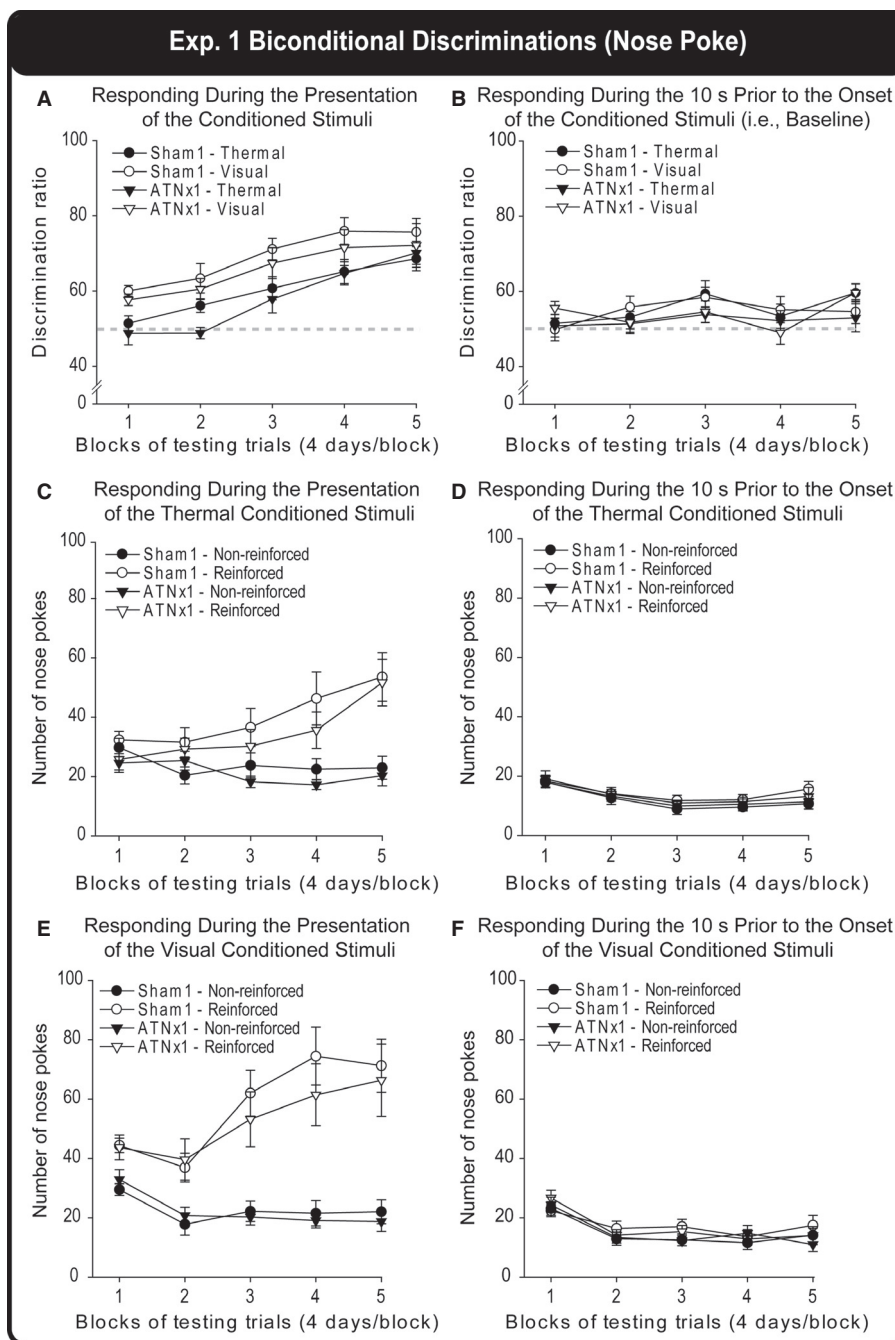 Exp. 1 Biconditional Discriminations (Nose Poke)
A Responding During the Presentation
of the Conditioned Stimuli
Discrimination ratio
100
80
60
40
0
Sham1 - Thermal
Sham1 - Visual
ATNx1 - Thermal
ATNx1 - Visual
1 2 3 4 5
Blocks of testing trials (4 days/block)
B Responding During the 10 s Prior to the Onset
of the Conditioned Stimuli (i.e., Baseline)
Discrimination ratio
100
80
60
40
0
Sham1 - Thermal
Sham1 - Visual
ATNx1 - Thermal
ATNx1 - Visual
1 2 3 4 5
Blocks of testing trials (4 days/block)
C Responding During the Presentation
of the Thermal Conditioned Stimuli
Number of nose pokes
100
80
60
40
20
0
Sham1 - Non-reinforced
Sham1 - Reinforced
ATNx1 - Non-reinforced
ATNx1 - Reinforced
1 2 3 4 5
Blocks of testing trials (4 days/block)
D Responding During the 10 s Prior to the Onset
of the Thermal Conditioned Stimuli
Number of nose pokes
100
80
60
40
20
0
Sham1 - Non-reinforced
Sham1 - Reinforced
ATNx1 - Non-reinforced
ATNx1 - Reinforced
1 2 3 4 5
Blocks of testing trials (4 days/block)
E Responding During the Presentation
of the Visual Conditioned Stimuli
Number of nose pokes
100
80
60
40
20
0
Sham1 - Non-reinforced
Sham1 - Reinforced
ATNx1 - Non-reinforced
ATNx1 - Reinforced
1 2 3 4 5
Blocks of testing trials (4 days/block)
F Responding During the 10 s Prior to the Onset
of the Visual Conditioned Stimuli
Number of nose pokes
100
80
60
40
20
0
Sham1 - Non-reinforced
Sham1 - Reinforced
ATNx1 - Non-reinforced
ATNx1 - Reinforced
1 2 3 4 5
Blocks of testing trials (4 days/block)